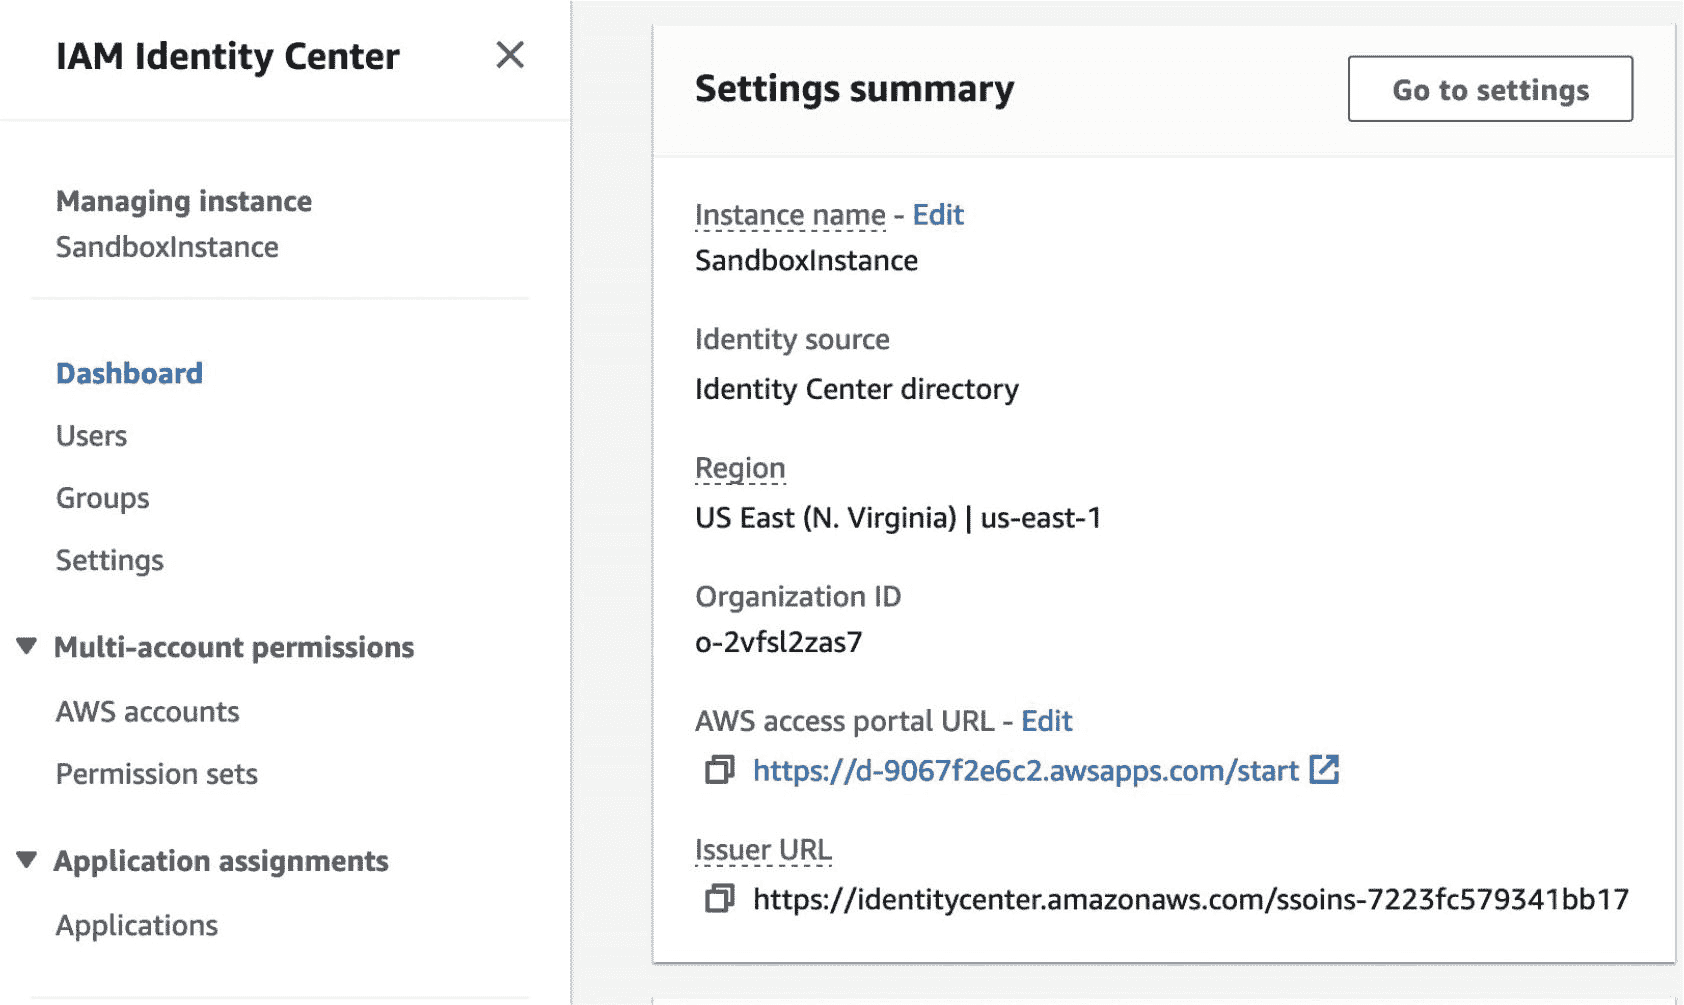 IAM Identity Center
Managing instance
SandboxInstance
Dashboard
Users
Groups
Settings
Multi-account permissions
AWS accounts
Permission sets
Application assignments
Applications
Settings summary
Go to settings
Instance name - Edit
SandboxInstance
Identity source
Identity Center directory
Region
US East (N. Virginia) | us-east-1
Organization ID
o-2vfsl2zas7
AWS access portal URL - Edit
https://d-9067f2e6c2.awsapps.com/start
Issuer URL
https://identitycenter.amazonaws.com/ssoins-7223fc579341bb17